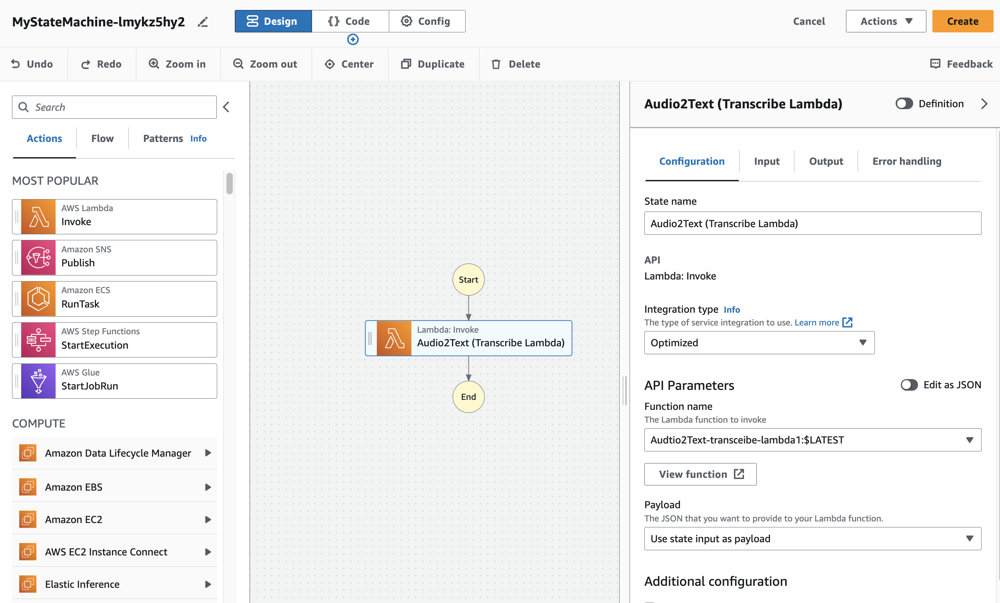 MyStateMachine-lmykz5hy2
Design
Code
Config
Cancel
Actions
Create
Undo
Redo
Zoom in
Zoom out
Center
Duplicate
Delete
Feedback
Search
Actions
Flow
Patterns Info
MOST POPULAR
AWS Lambda
Invoke
Amazon SNS
Publish
Amazon ECS
RunTask
AWS Step Functions
StartExecution
AWS Glue
StartJobRun
COMPUTE
Amazon Data Lifecycle Manager
Amazon EBS
Amazon EC2
AWS EC2 Instance Connect
Elastic Inference
Start
Lambda: Invoke
Audio2Text (Transcribe Lambda)
End
Audio2Text (Transcribe Lambda)
Definition
Configuration
Input
Output
Error handling
State name
Audio2Text (Transcribe Lambda)
API
Lambda: Invoke
Integration type Info
The type of service integration to use. Learn more
Optimized
API Parameters
Edit as JSON
Function name
The Lambda function to invoke
Audtio2Text-transceibe-lambda1:$LATEST
View function
Payload
The JSON that you want to provide to your Lambda function.
Use state input as payload
Additional configuration